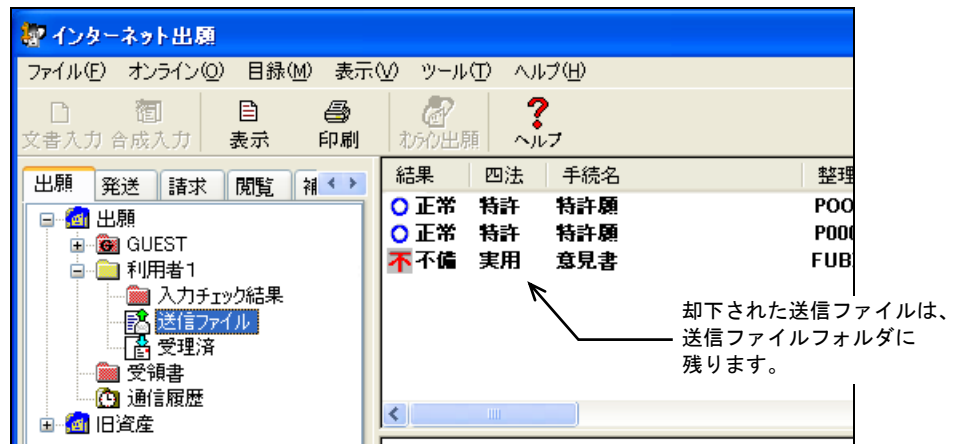 インターネット出願
ファイル(F) オンライン(O) 目録(M) 表示(V) ツール(T) ヘルプ(H)
文書入力 合成入力 表示 印刷 オンライン出願 ヘルプ
出願 発送 請求 閲覧 補
結果 四法 手続名 整理
正常 特許 特許願 POO
正常 特許 特許願 P00
不 不備 実用 意見書 FUB
出願
GUEST
利用者1
入力チェック結果
送信ファイル
受理済
受領書
通信履歴
旧資産
却下された送信ファイルは、
送信ファイルフォルダに
残ります。